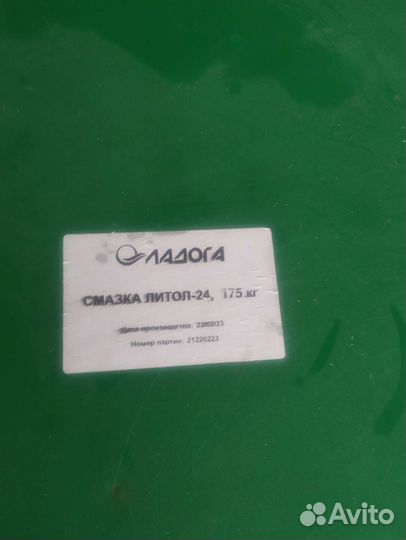 ЛАДОГА
СМАЗКА ЛИТОЛ-24, 175 кг
Дата производства: 22/02/23
Номер партии: 21220223
Avito